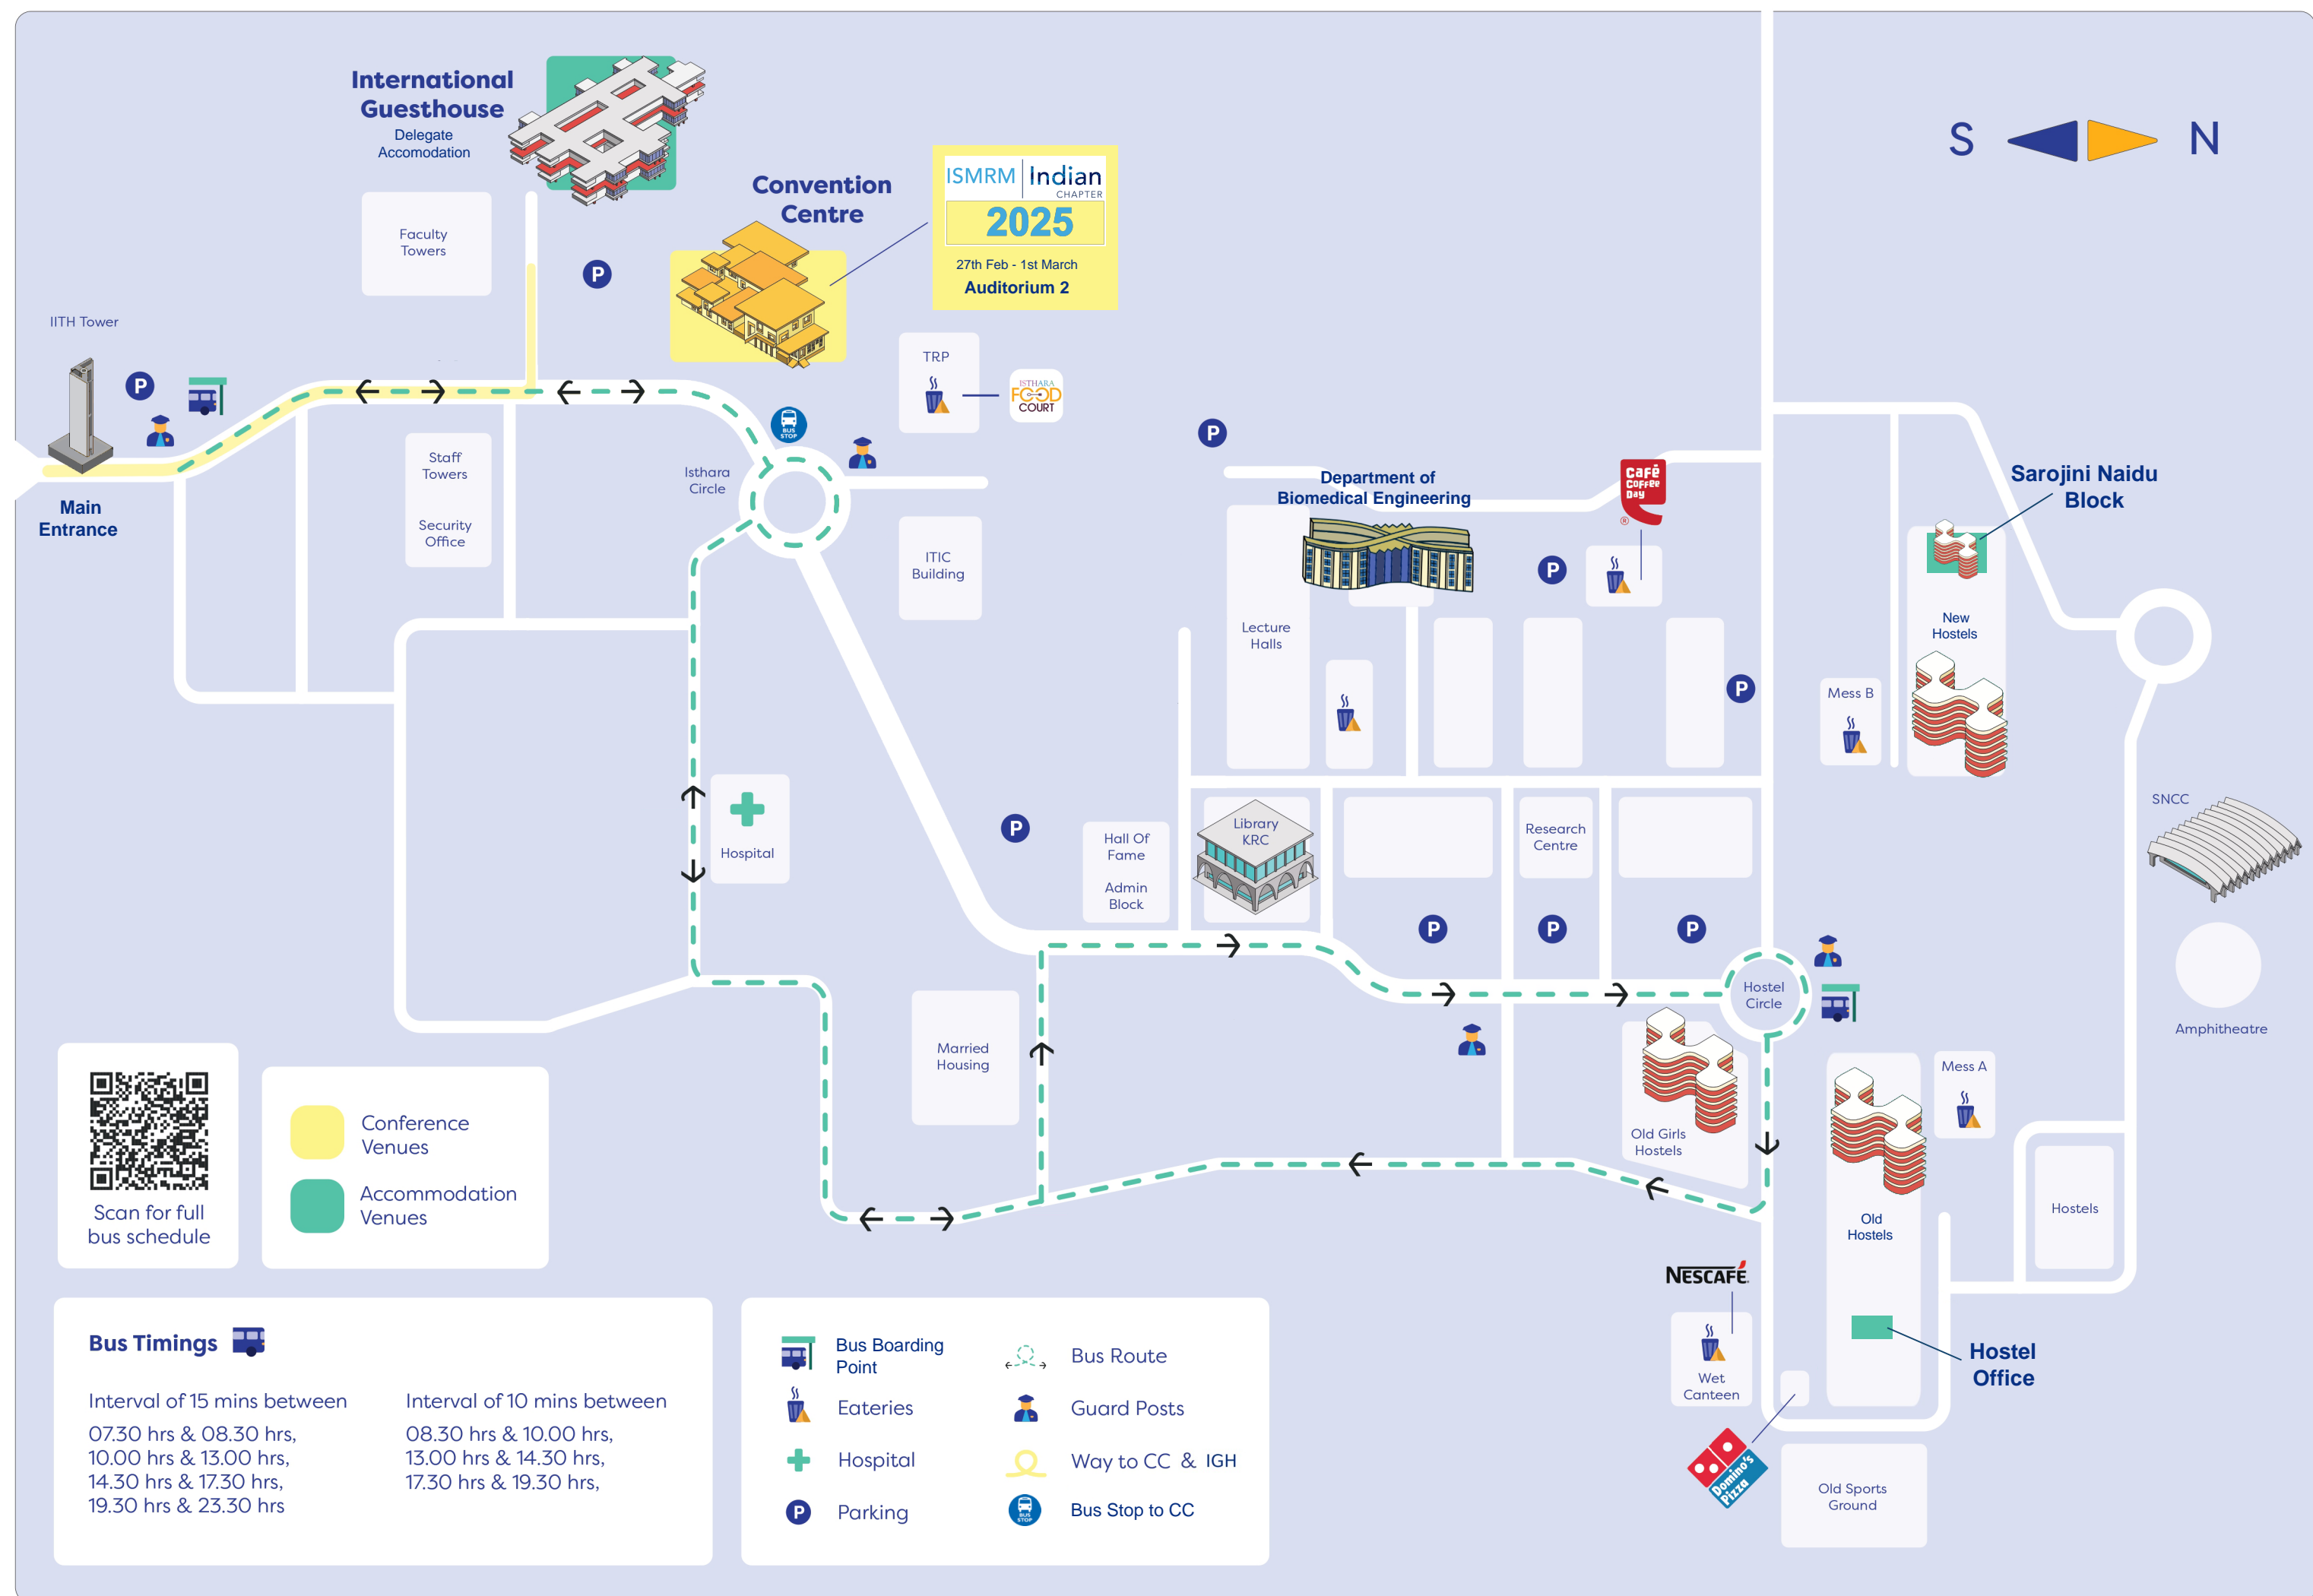 International
Guesthouse
Delegate
Accomodation
Convention
Centre
ISMRM Indian
CHAPTER
2025
27th Feb - 1st March
Auditorium 2
S N
Faculty
Towers
IITH Tower
P
P
Main
Entrance
Staff
Towers
Security
Office
BUS
STOP
Isthara
Circle
TRP
ISTHARA
FOOD
COURT
ITIC
Building
P
Department of
Biomedical Engineering
Café
Coffee
Day
®
P
Lecture
Halls
P
Sarojini Naidu
Block
New
Hostels
Mess B
SNCC
Amphitheatre
Hospital
P
Hall Of
Fame
Admin
Block
Library
KRC
Research
Centre
P
P
P
Hostel
Circle
Married
Housing
Old Girls
Hostels
Mess A
Old
Hostels
Hostels
NESCAFÉ
Wet
Canteen
Hostel
Office
Domino's
Pizza
Old Sports
Ground
Scan for full
bus schedule
Conference
Venues
Accommodation
Venues
Bus Timings
Interval of 15 mins between
07.30 hrs & 08.30 hrs,
10.00 hrs & 13.00 hrs,
14.30 hrs & 17.30 hrs,
19.30 hrs & 23.30 hrs
Interval of 10 mins between
08.30 hrs & 10.00 hrs,
13.00 hrs & 14.30 hrs,
17.30 hrs & 19.30 hrs,
Bus Boarding
Point
Eateries
Hospital
P Parking
Bus Route
Guard Posts
Way to CC & IGH
BUS
STOP
Bus Stop to CC